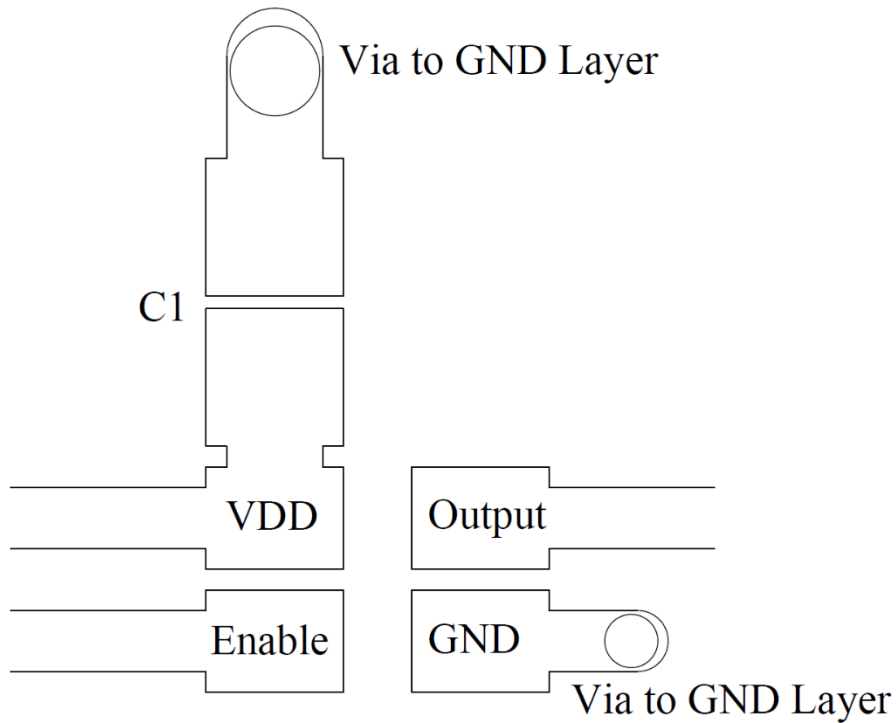 Via to GND Layer
C1
VDD
Output
Enable
GND
Via to GND Layer